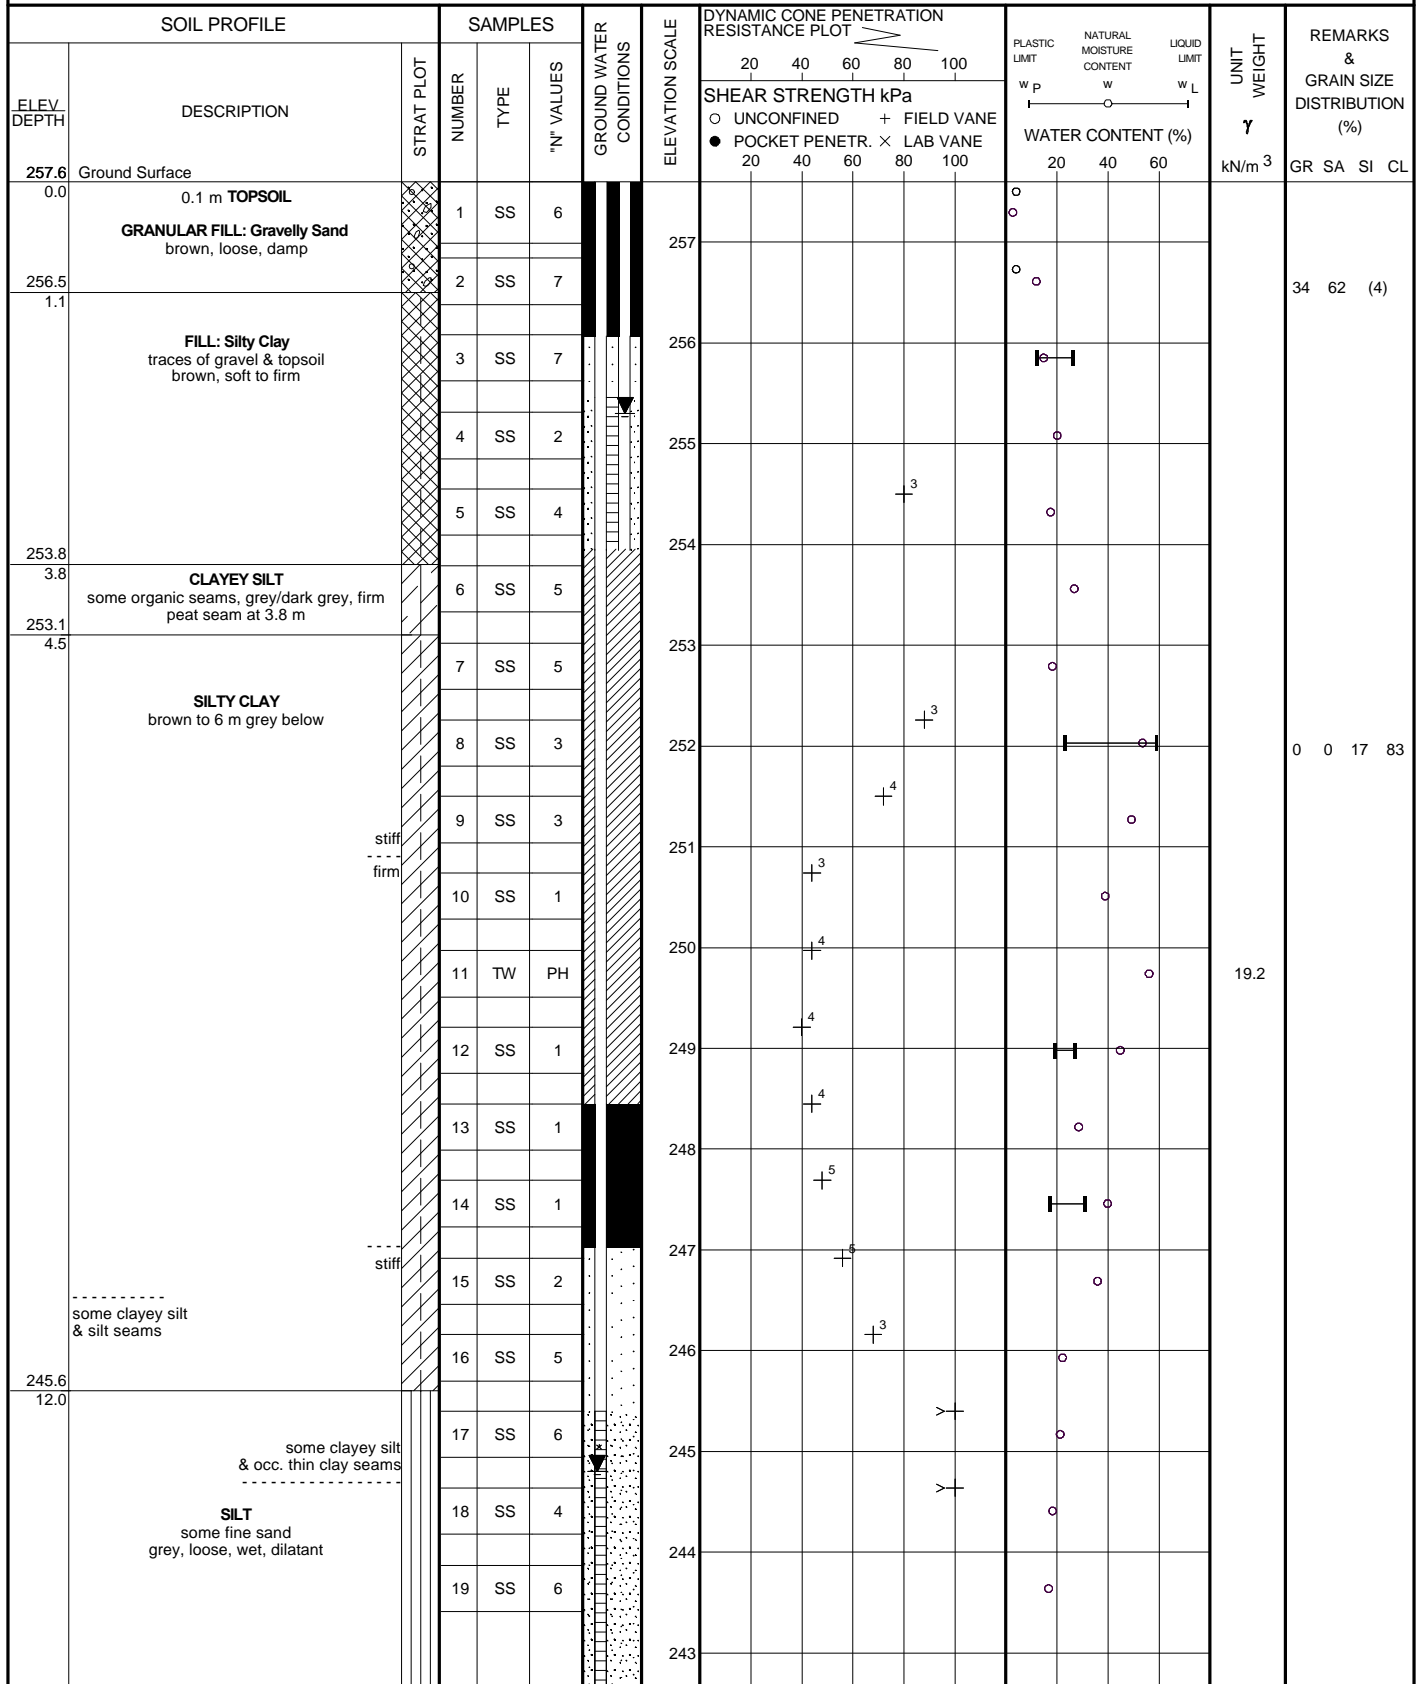 SOIL PROFILE
SAMPLES
GROUND WATER
CONDITIONS
ELEVATION SCALE
DYNAMIC CONE PENETRATION
RESISTANCE PLOT
20 40 60 80 100
SHEAR STRENGTH kPa
UNCONFINED + FIELD VANE
POCKET PENETR. × LAB VANE
20 40 60 80 100
PLASTIC
LIMIT
NATURAL
MOISTURE
CONTENT
LIQUID
LIMIT
w P w w L
WATER CONTENT (%)
20 40 60
UNIT
WEIGHT
γ
kN/m 3
REMARKS
&
GRAIN SIZE
DISTRIBUTION
(%)
GR SA SI CL
ELEV
DEPTH
DESCRIPTION
STRAT PLOT
NUMBER
TYPE
"N" VALUES
257.6 Ground Surface
0.0
0.1 m TOPSOIL
GRANULAR FILL: Gravelly Sand
brown, loose, damp
1 SS 6
257
256.5
1.1
2 SS 7
34 62 (4)
FILL: Silty Clay
traces of gravel & topsoil
brown, soft to firm
256
3 SS 7
4 SS 2
255
3
5 SS 4
254
253.8
3.8
CLAYEY SILT
some organic seams, grey/dark grey, firm
peat seam at 3.8 m
6 SS 5
253.1
4.5
253
7 SS 5
SILTY CLAY
brown to 6 m grey below
3
8 SS 3
252
0 0 17 83
4
9 SS 3
stiff
firm
251
3
10 SS 1
250
4
11 TW PH
19.2
4
12 SS 1
249
4
13 SS 1
248
5
14 SS 1
247
5
stiff
15 SS 2
some clayey silt
& silt seams
3
246
16 SS 5
245.6
12.0
>
17 SS 6
some clayey silt
& occ. thin clay seams
245
>
SILT
some fine sand
grey, loose, wet, dilatant
18 SS 4
244
19 SS 6
243